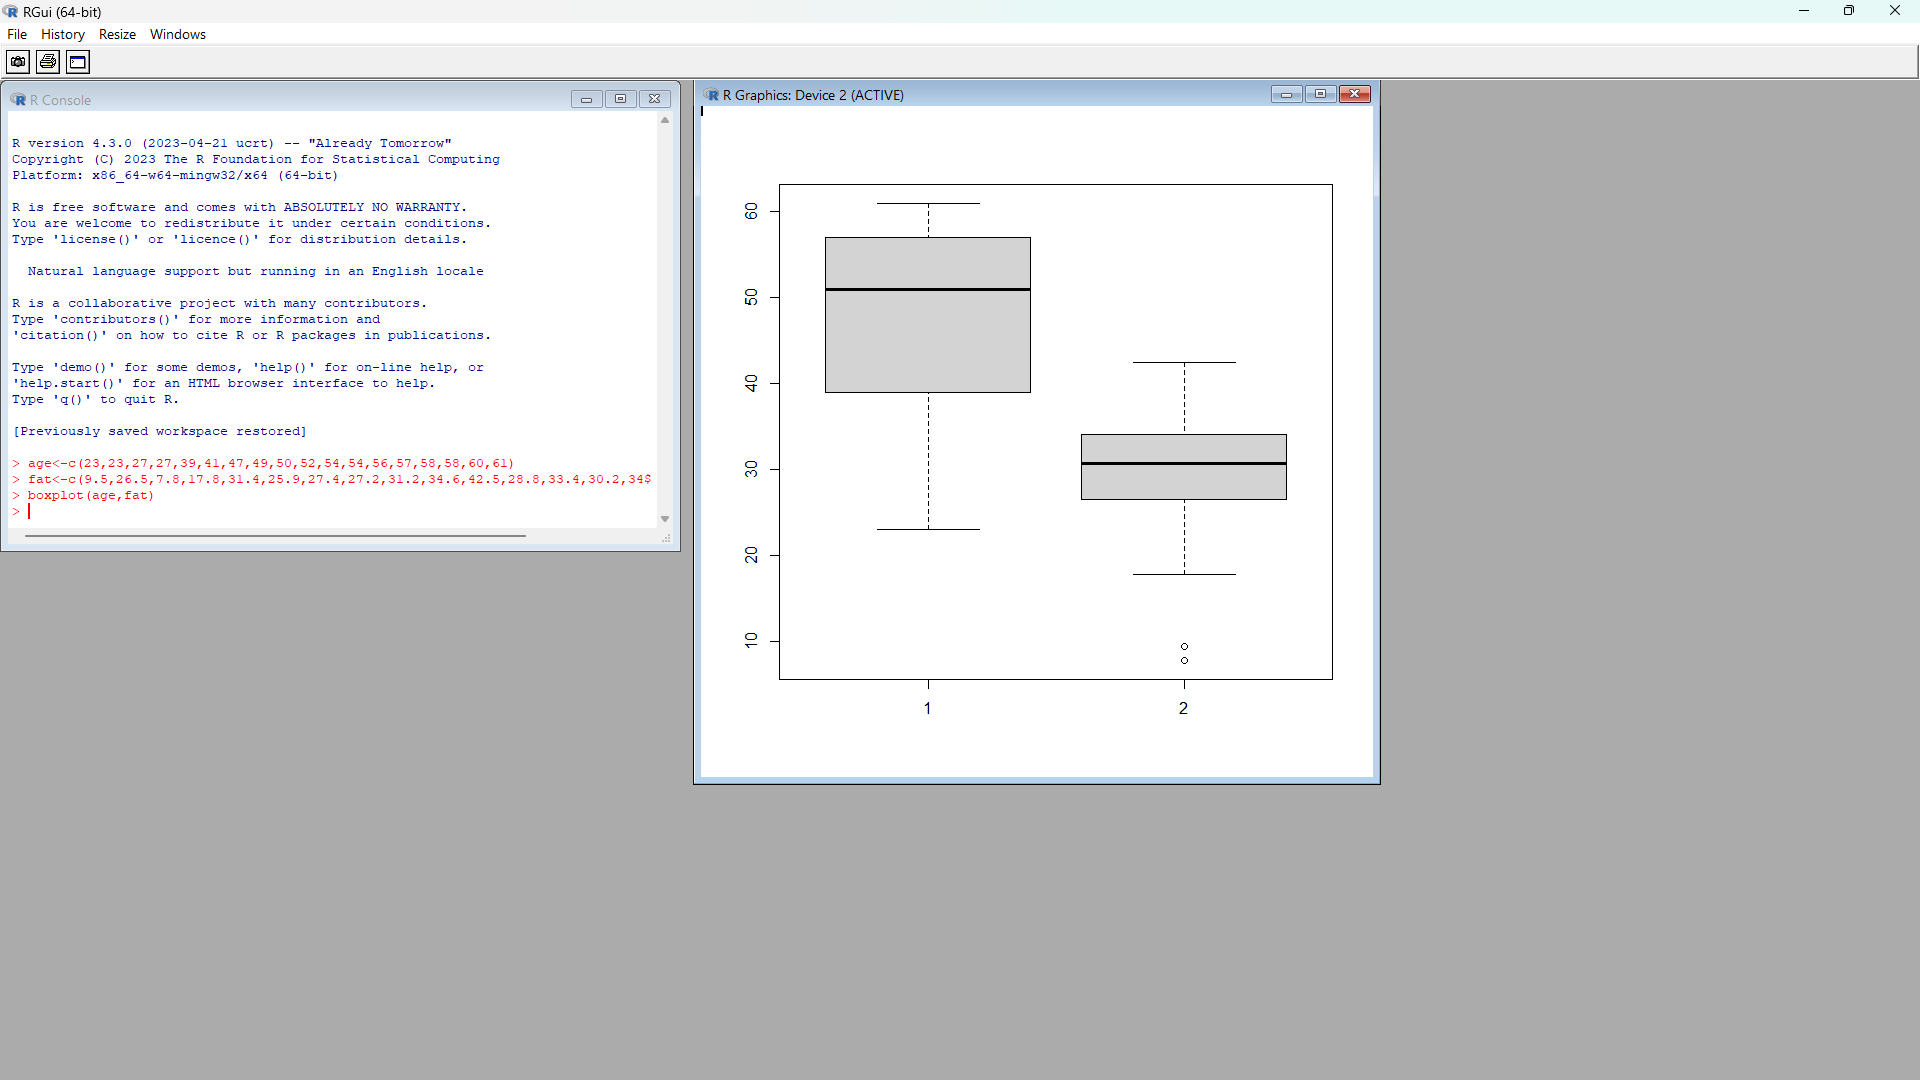 RGui (64-bit)
File History Resize Windows
R Console
R version 4.3.0 (2023-04-21 ucrt) -- "Already Tomorrow"
Copyright (C) 2023 The R Foundation for Statistical Computing
Platform: x86_64-w64-mingw32/x64 (64-bit)
R is free software and comes with ABSOLUTELY NO WARRANTY.
You are welcome to redistribute it under certain conditions.
Type 'license()' or 'licence()' for distribution details.
Natural language support but running in an English locale
R is a collaborative project with many contributors.
Type 'contributors()' for more information and
'citation()' on how to cite R or R packages in publications.
Type 'demo()' for some demos, 'help()' for on-line help, or
'help.start()' for an HTML browser interface to help.
Type 'q()' to quit R.
[Previously saved workspace restored]
> age<-c(23,23,27,27,39,41,47,49,50,52,54,54,56,57,58,58,60,61)
> fat<-c(9.5,26.5,7.8,17.8,31.4,25.9,27.4,27.2,31.2,34.6,42.5,28.8,33.4,30.2,34$
> boxplot(age,fat)
>
R Graphics: Device 2 (ACTIVE)
60
50
40
30
20
10
1 2